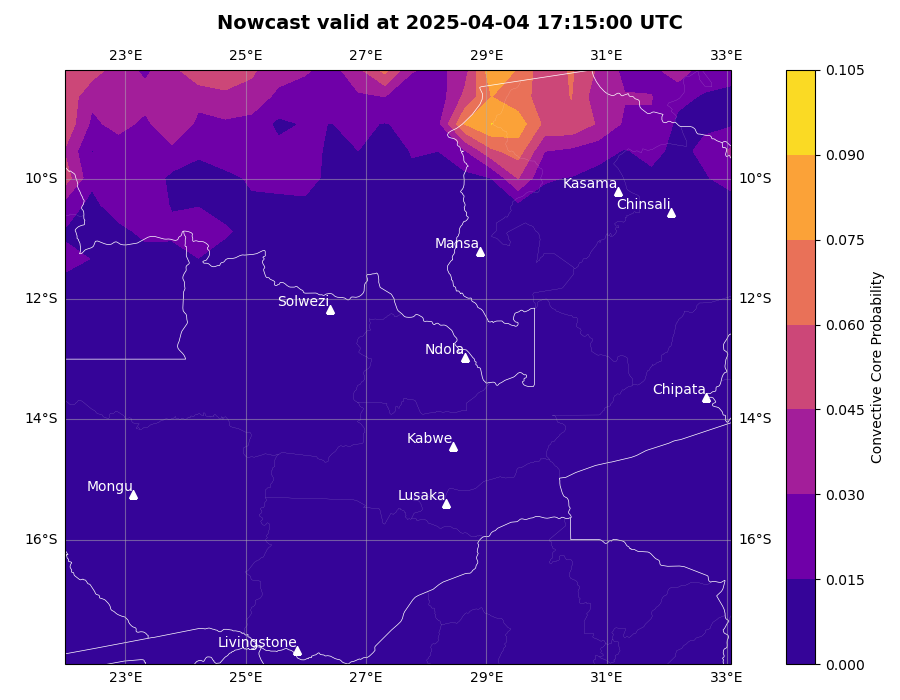 Nowcast valid at 2025-04-04 17:15:00 UTC
23°E 25°E 27°E 29°E 31°E 33°E
10°S 10°S
12°S 12°S
14°S 14°S
16°S 16°S
Kasama
Chinsali
Mansa
Solwezi
Ndola
Chipata
Kabwe
Mongu
Lusaka
Livingstone
23°E 25°E 27°E 29°E 31°E 33°E
0.105
0.090
0.075
0.060
0.045
0.030
0.015
0.000
Convective Core Probability